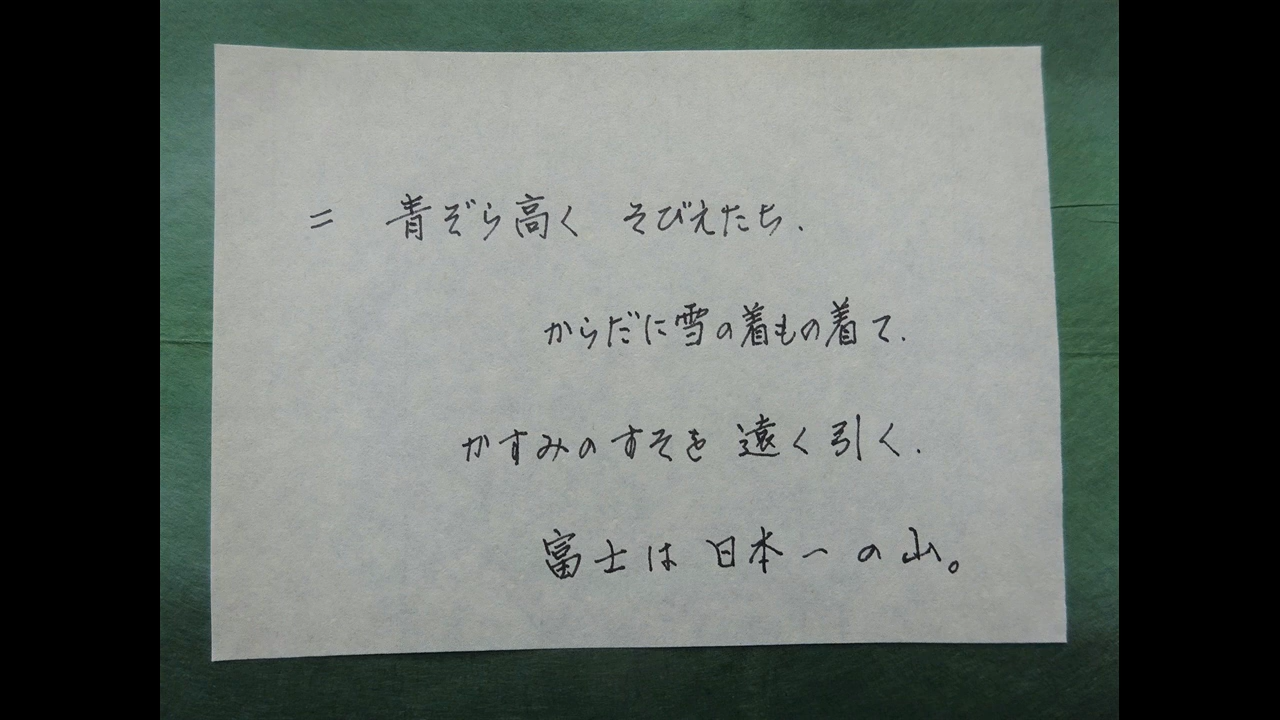 二 青ぞら高く そびえたち、
からだに雪の着もの着て、
かすみのすそを 遠く引く、
富士は 日本一の山。